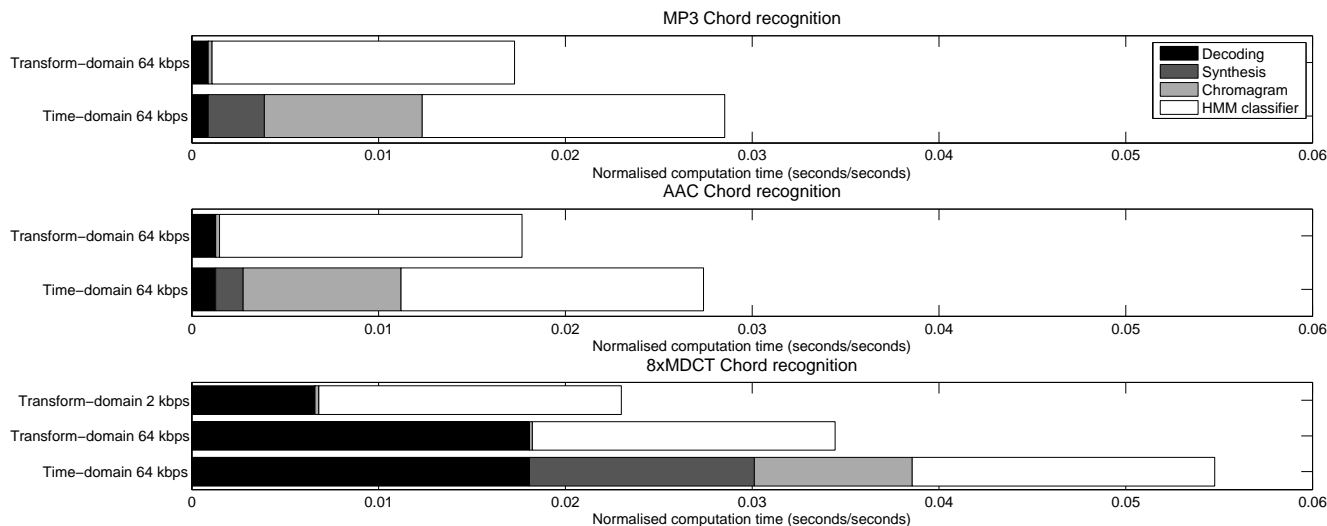 MP3 Chord recognition
Transform−domain 64 kbps
Time−domain 64 kbps
Decoding
Synthesis
Chromagram
HMM classifier
0 0.01 0.02 0.03 0.04 0.05 0.06
Normalised computation time (seconds/seconds)
AAC Chord recognition
Transform−domain 64 kbps
Time−domain 64 kbps
0 0.01 0.02 0.03 0.04 0.05 0.06
Normalised computation time (seconds/seconds)
8xMDCT Chord recognition
Transform−domain 2 kbps
Transform−domain 64 kbps
Time−domain 64 kbps
0 0.01 0.02 0.03 0.04 0.05 0.06
Normalised computation time (seconds/seconds)